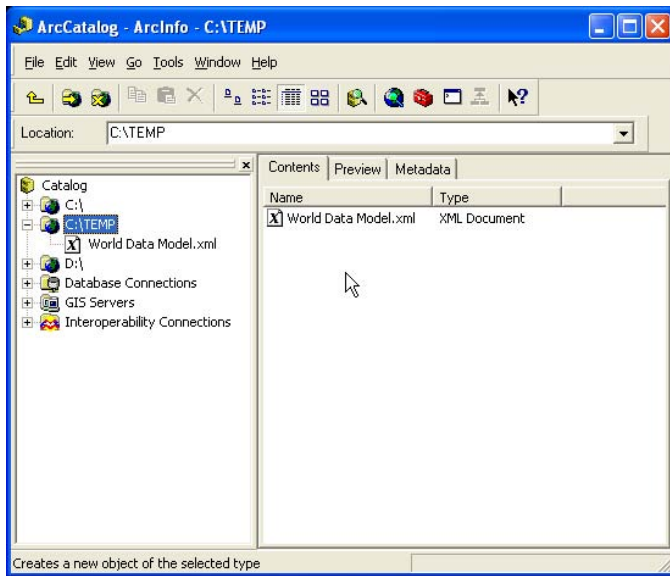 ArcCatalog - ArcInfo - C:\TEMP
File Edit View Go Tools Window Help
Location: C:\TEMP
Contents Preview Metadata
Catalog
C:\
C:\TEMP
World Data Model.xml
D:\
Database Connections
GIS Servers
Interoperability Connections
Name Type
World Data Model.xml XML Document
Creates a new object of the selected type